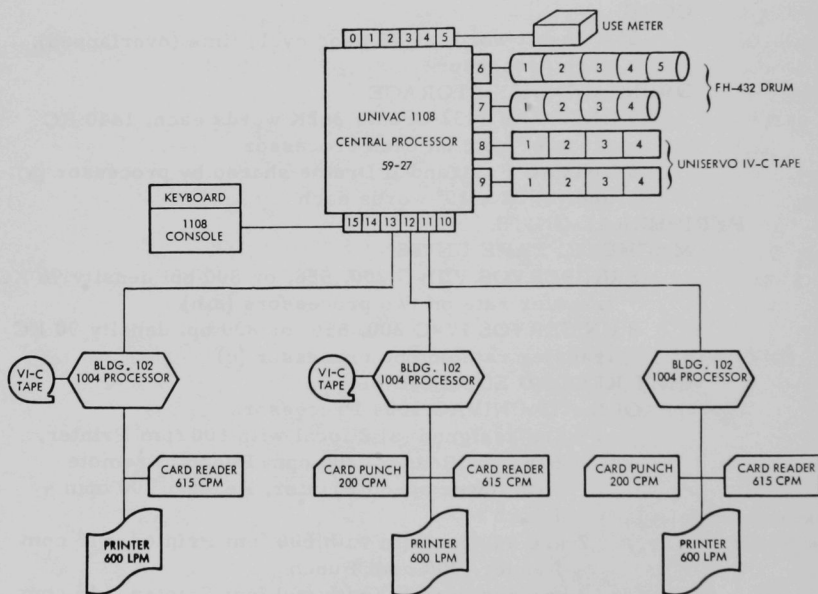 0 1 2 3 4 5
USE METER
6
1 2 3 4 5
FH-432 DRUM
7
1 2 3 4
UNIVAC 1108
CENTRAL PROCESSOR
59-27
8
1 2 3 4
UNISERVO IV-C TAPE
9
1 2 3 4
KEYBOARD
1108
CONSOLE
15 14 13 12 11 10
VI-C
TAPE
BLDG. 102
1004 PROCESSOR
VI-C
TAPE
BLDG. 102
1004 PROCESSOR
BLDG. 102
1004 PROCESSOR
CARD READER
615 CPM
CARD PUNCH
200 CPM
CARD READER
615 CPM
CARD PUNCH
200 CPM
CARD READER
615 CPM
PRINTER
600 LPM
PRINTER
600 LPM
PRINTER
600 LPM